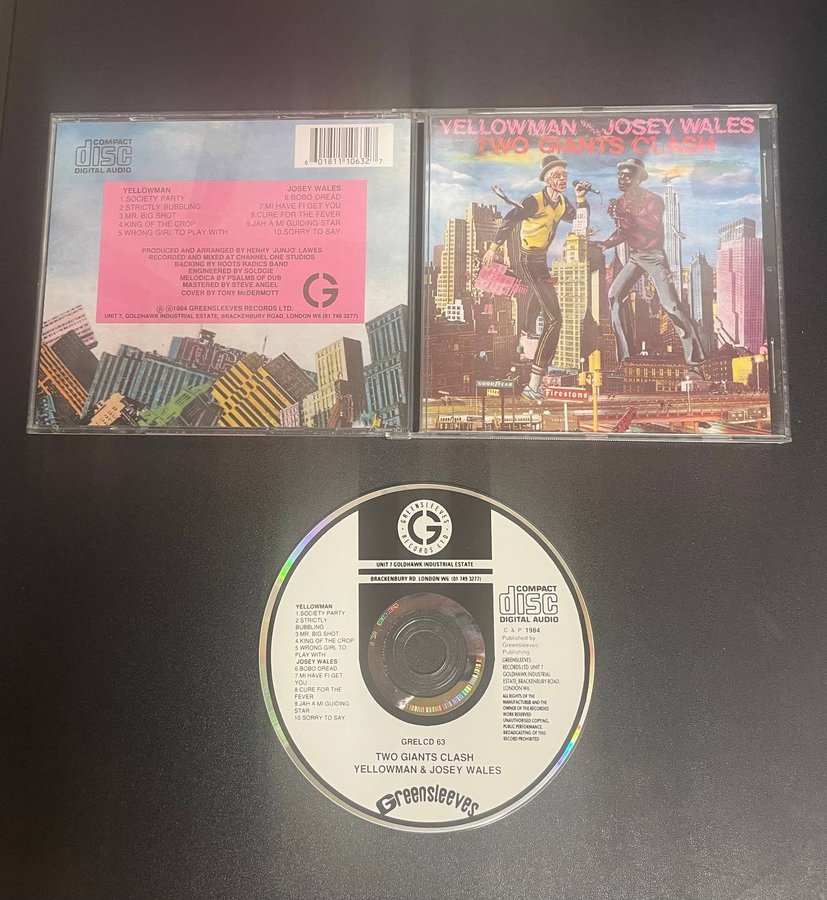 COMPACT
disc
DIGITAL AUDIO
6 01811 10632 7
YELLOWMAN
1.SOCIETY PARTY
2.STRICTLY BUBBLING
3.MR. BIG SHOT
4.KING OF THE CROP
5.WRONG GIRL TO PLAY WITH
JOSEY WALES
6.BOBO DREAD
7.MI HAVE FI GET YOU
8.CURE FOR THE FEVER
9.JAH A MI GUIDING STAR
10.SORRY TO SAY
PRODUCED AND ARRANGED BY HENRY 'JUNJO' LAWES
RECORDED AND MIXED AT CHANNEL ONE STUDIOS
BACKING BY ROOTS RADICS BAND
ENGINEERED BY SOLGIE
MELODICA BY PSALMS OF DUB
MASTERED BY STEVE ANGEL
COVER BY TONY McDERMOTT
G
℗ ©1984 GREENSLEEVES RECORDS LTD.
UNIT 7, GOLDHAWK INDUSTRIAL ESTATE, BRACKENBURY ROAD, LONDON W6 (01 749 3277)
YELLOWMAN versus JOSEY WALES
TWO GIANTS CLASH
GOODYEAR
Firestone
GREENSLEEVES
RECORDS LTD
G
UNIT 7 GOLDHAWK INDUSTRIAL ESTATE
BRACKENBURY RD LONDON W6 (01 749 3277)
YELLOWMAN
1.SOCIETY PARTY
2.STRICTLY
BUBBLING
3.MR. BIG SHOT
4.KING OF THE CROP
5.WRONG GIRL TO
PLAY WITH
JOSEY WALES
6.BOBO DREAD
7.MI HAVE FI GET
YOU
8.CURE FOR THE
FEVER
9.JAH A MI GUIDING
STAR
10.SORRY TO SAY
COMPACT
disc
DIGITAL AUDIO
C & P 1984
Published by
Greensleeves
Publishing
GREENSLEEVES
RECORDS LTD. UNIT 7
GOLDHAWK INDUSTRIAL
ESTATE, BRACKENBURY ROAD,
LONDON W6.
ALL RIGHTS OF THE
MANUFACTURER AND THE
OWNER OF THE RECORDED
WORK RESERVED
UNAUTHORISED COPYING,
PUBLIC PERFORMANCE,
BROADCASTING OF THIS
RECORD PROHIBITED
GRELCD 63
TWO GIANTS CLASH
YELLOWMAN & JOSEY WALES
Greensleeves